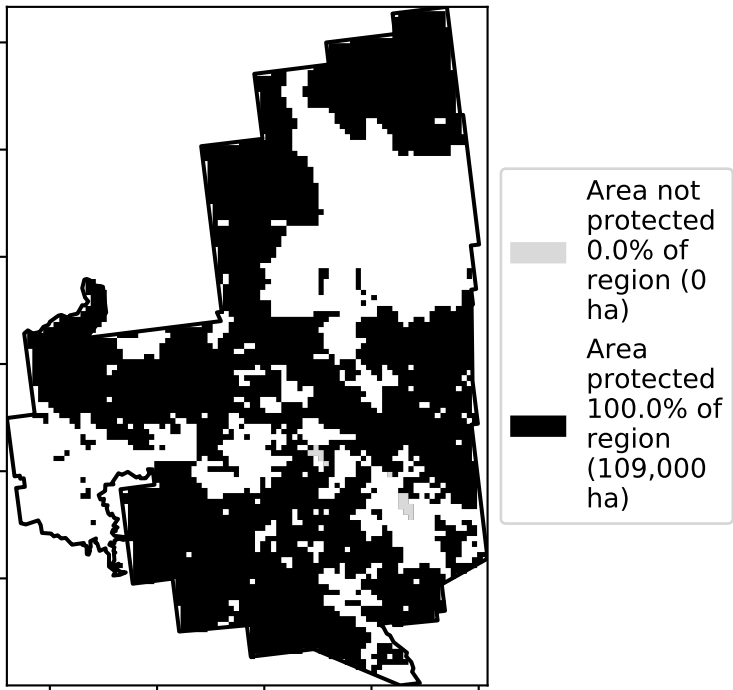 Area not
protected
0.0% of
region (0
ha)
Area
protected
100.0% of
region
(109,000
ha)